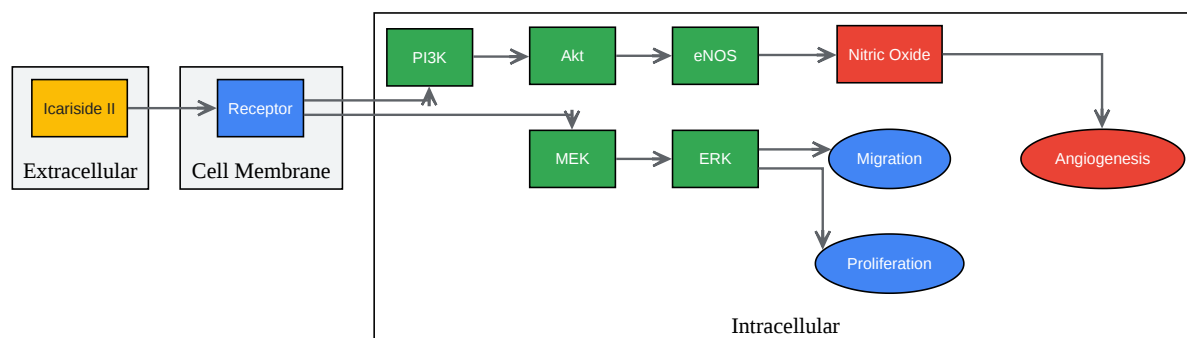 PI3K
Akt
eNOS
Nitric Oxide
Icariside II
Receptor
Extracellular
Cell Membrane
MEK
ERK
Migration
Angiogenesis
Proliferation
Intracellular